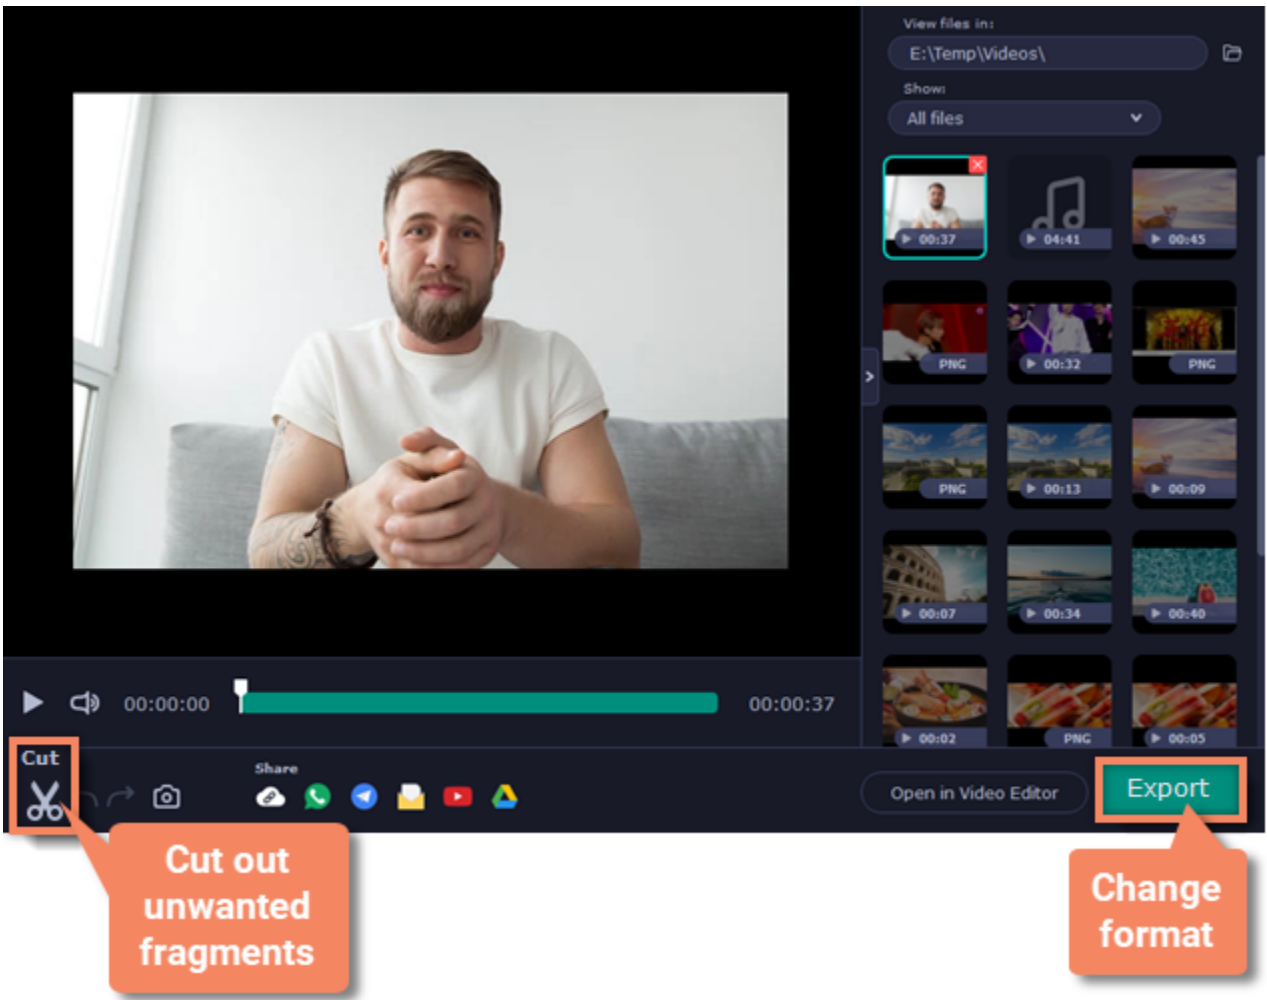 View files in:
E:\Temp\Videos\
Show:
All files
00:37
04:41
00:45
PNG
00:32
PNG
PNG
00:13
00:09
00:07
00:34
00:40
00:02
PNG
00:05
00:00:00
00:00:37
Cut
Share
Open in Video Editor
Export
Cut out
unwanted
fragments
Change
format